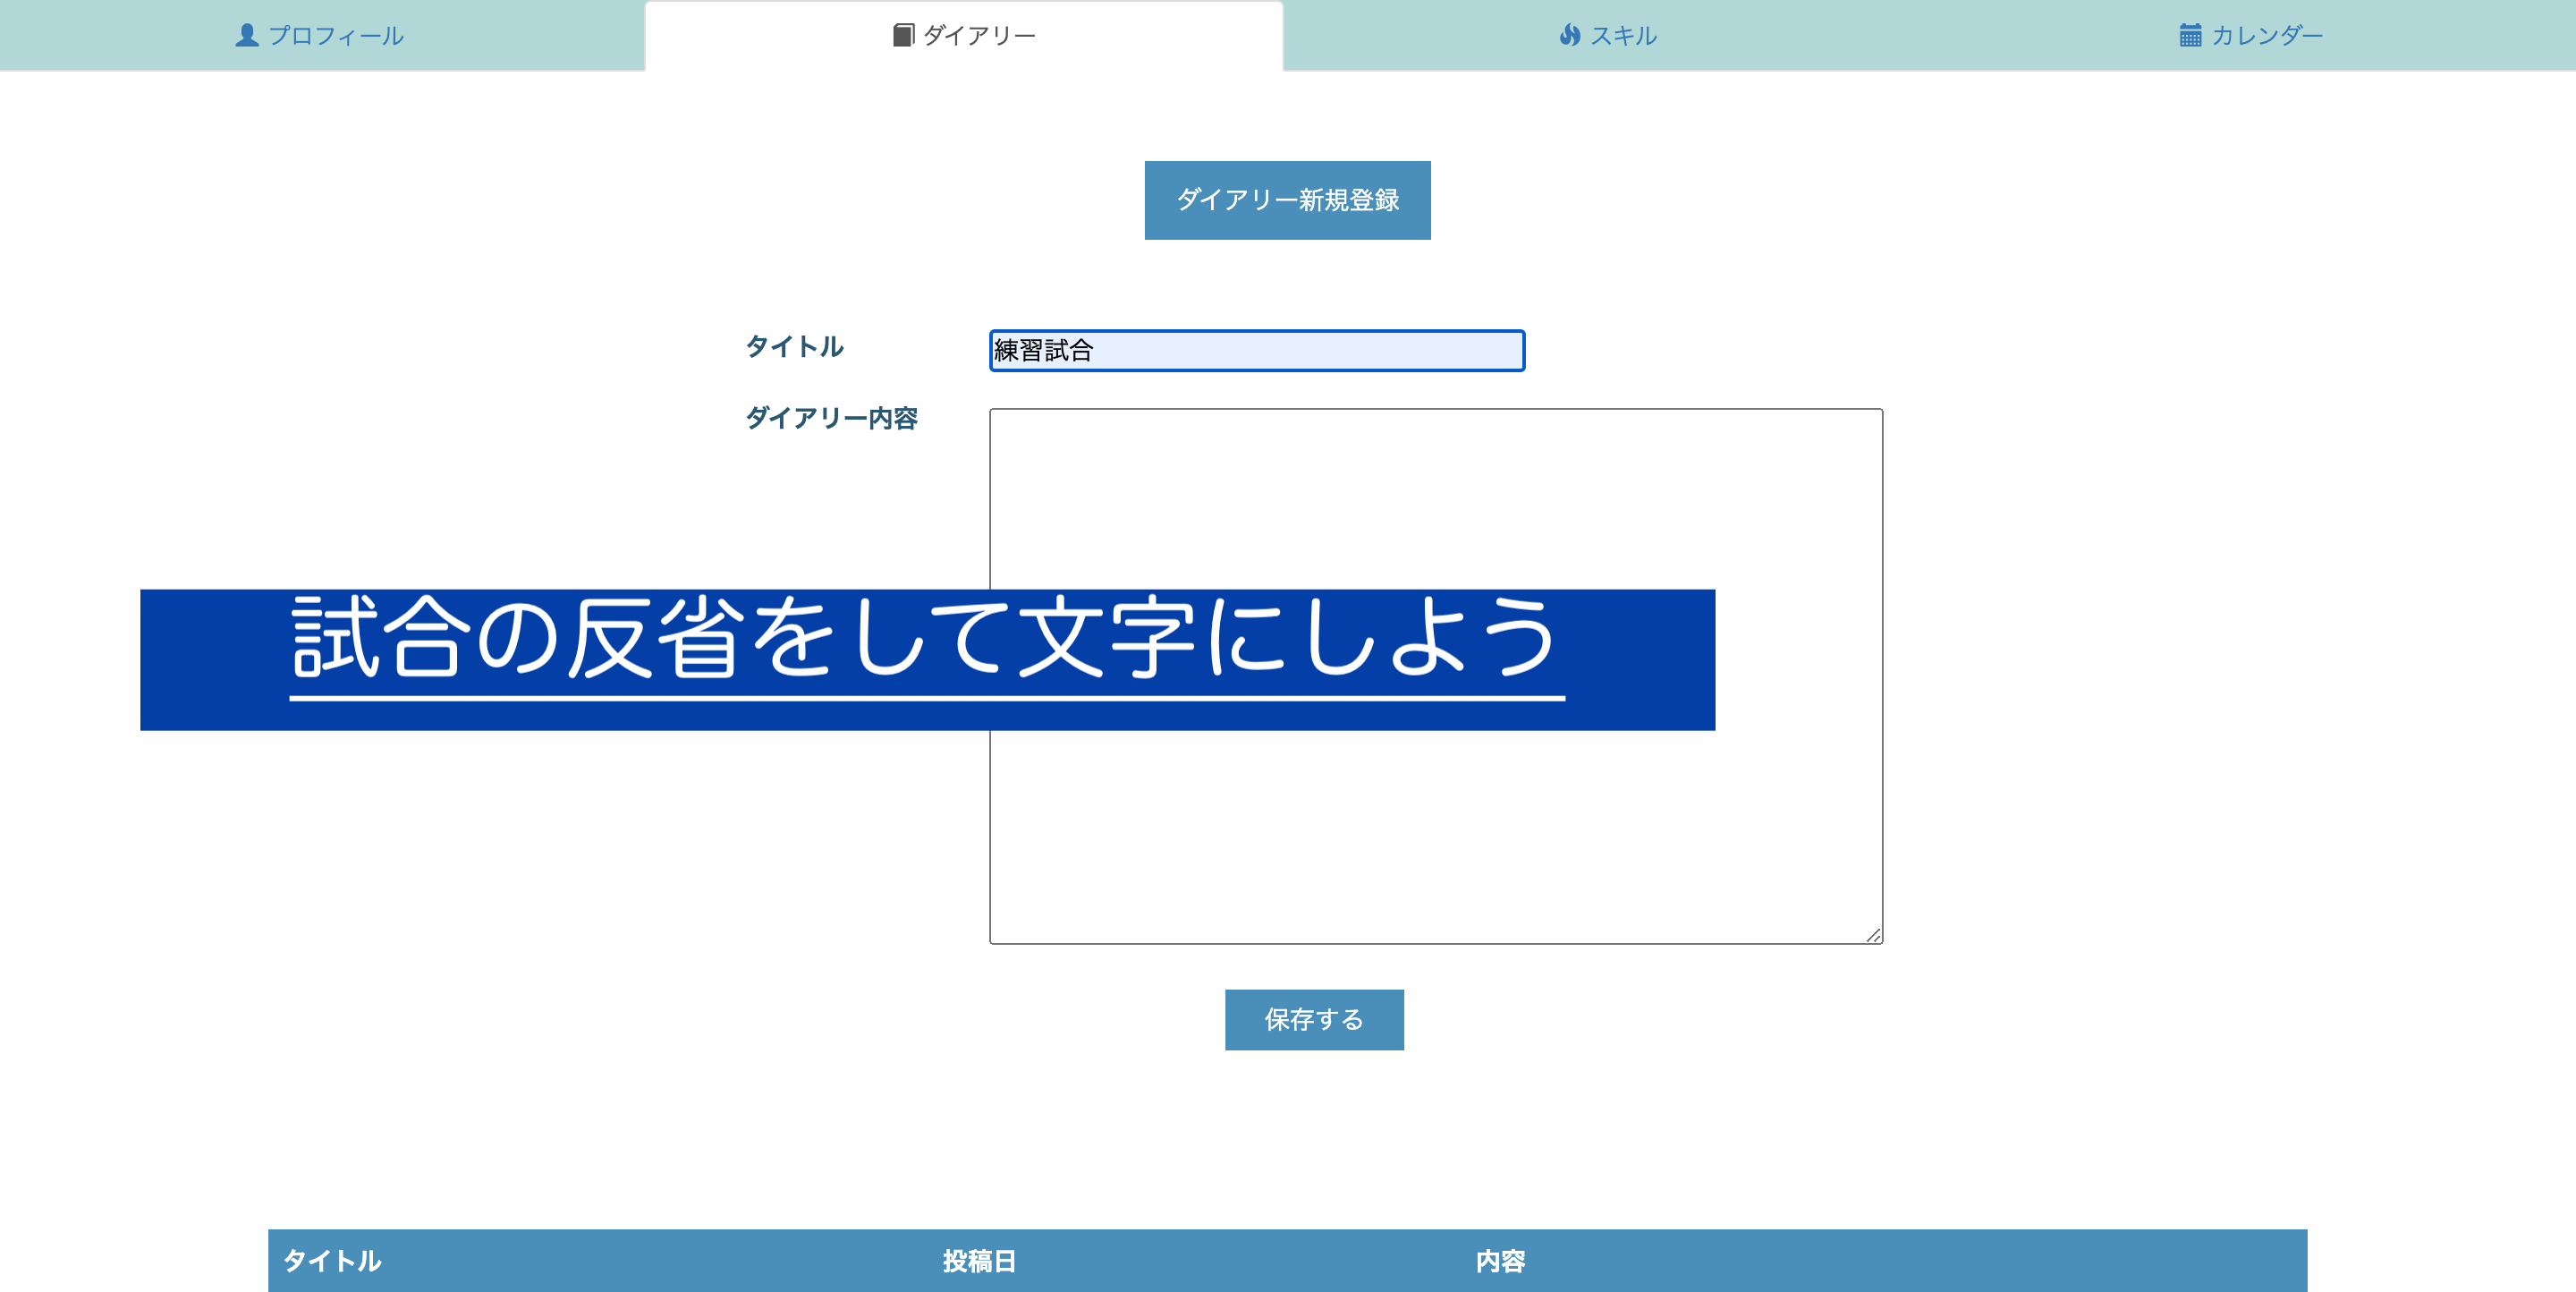 プロフィール
ダイアリー
スキル
カレンダー
ダイアリー新規登録
タイトル
練習試合
ダイアリー内容
試合の反省をして文字にしよう
保存する
タイトル 投稿日 内容